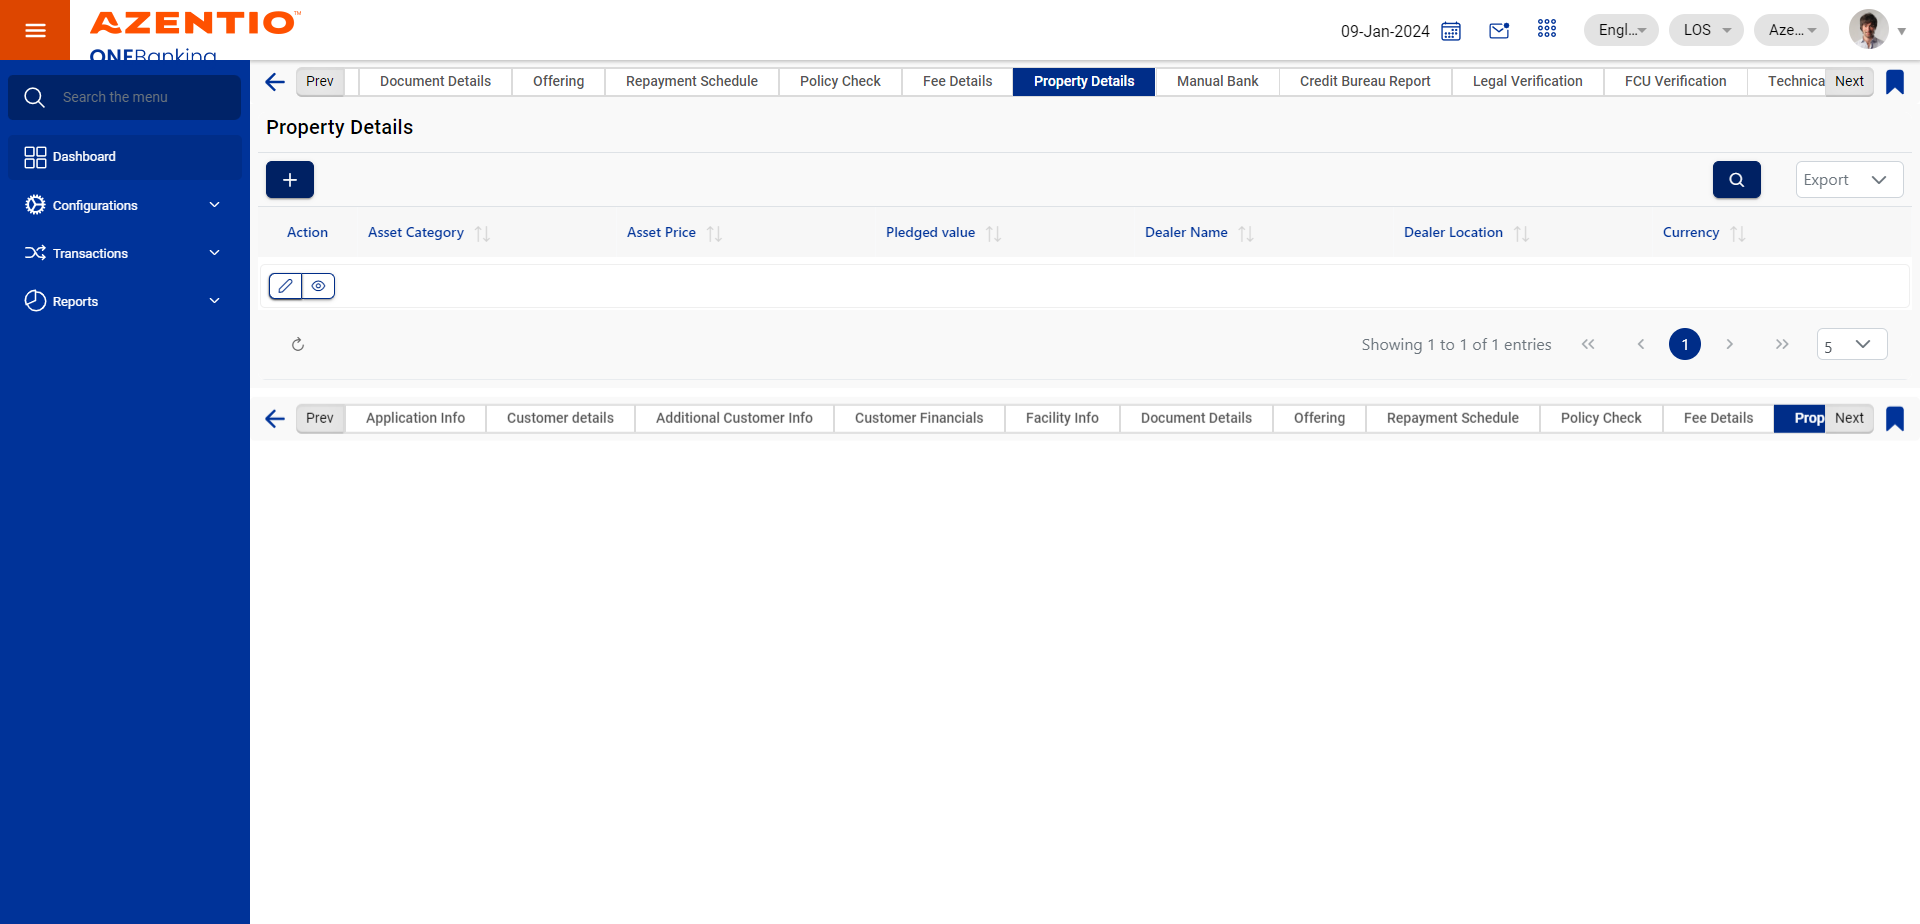 AZENTIO™
ONEBanking
09-Jan-2024
Engl...
LOS
Aze...
Search the menu
Dashboard
Configurations
Transactions
Reports
Prev
Document Details
Offering
Repayment Schedule
Policy Check
Fee Details
Property Details
Manual Bank
Credit Bureau Report
Legal Verification
FCU Verification
Technica
Next
Property Details
+
Export
Action
Asset Category
Asset Price
Pledged value
Dealer Name
Dealer Location
Currency
Showing 1 to 1 of 1 entries
1
5
Prev
Application Info
Customer details
Additional Customer Info
Customer Financials
Facility Info
Document Details
Offering
Repayment Schedule
Policy Check
Fee Details
Prop
Next